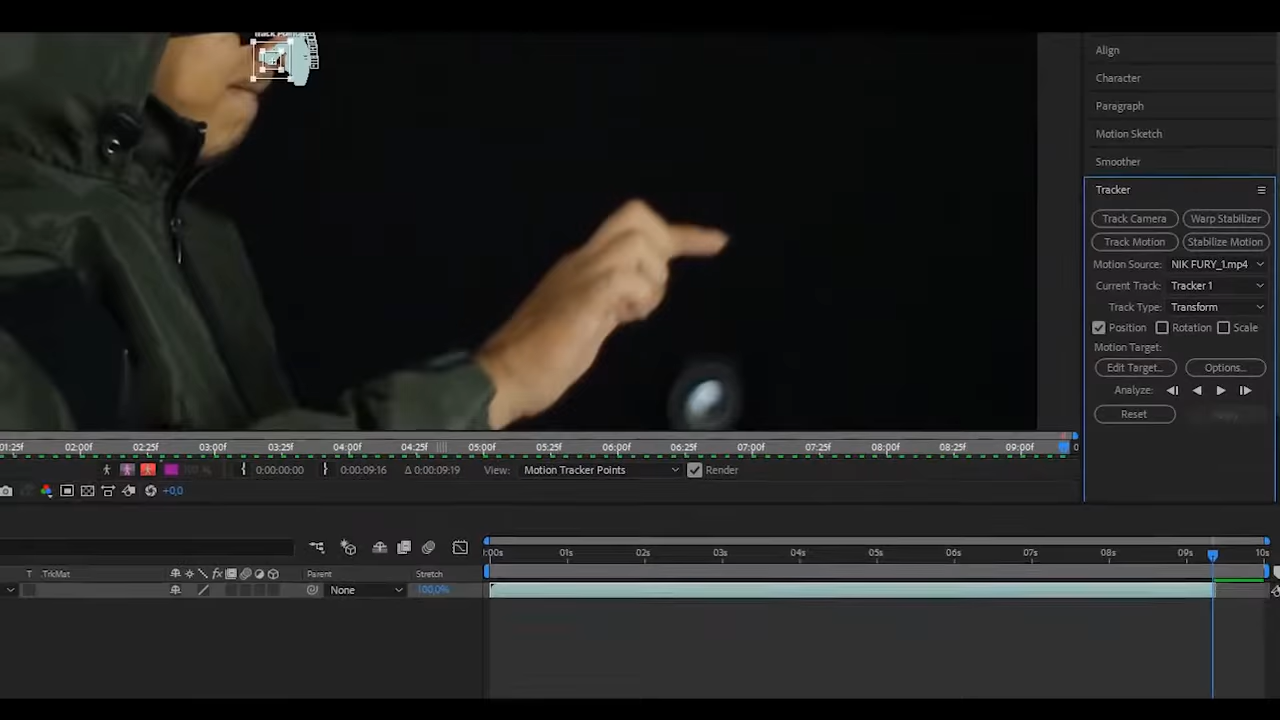 Track Point 1
Align
Character
Paragraph
Motion Sketch
Smoother
Tracker
Track Camera Warp Stabilizer
Track Motion Stabilize Motion
Motion Source: NIK FURY_1.mp4
Current Track: Tracker 1
Track Type: Transform
Position Rotation Scale
Motion Target:
Edit Target... Options...
Analyze:
Reset
01:25f 02:00f 02:25f 03:00f 03:25f 04:00f 04:25f 05:00f 05:25f 06:00f 06:25f 07:00f 07:25f 08:00f 08:25f 09:00f 0
0:00:00:00 0:00:09:16 Δ 0:00:09:19 View: Motion Tracker Points Render
+0,0
:00s 01s 02s 03s 04s 05s 06s 07s 08s 09s 10s
T .TrkMat fx Parent Stretch
None 100,0%